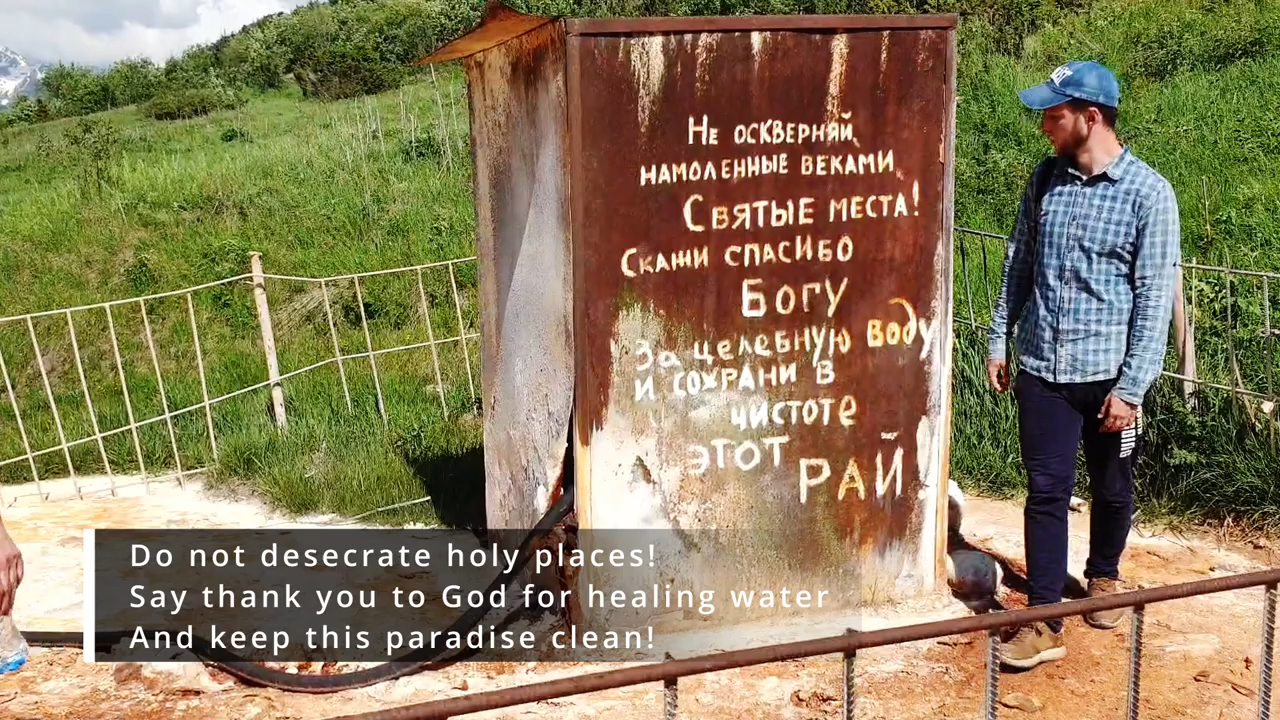 Не оскверняй,
намоленные веками,
Святые места!
Скажи спасибо
Богу
За целебную воду
и сохрани в
чистоте
этот
РАЙ
Do not desecrate holy places!
Say thank you to God for healing water
And keep this paradise clean!